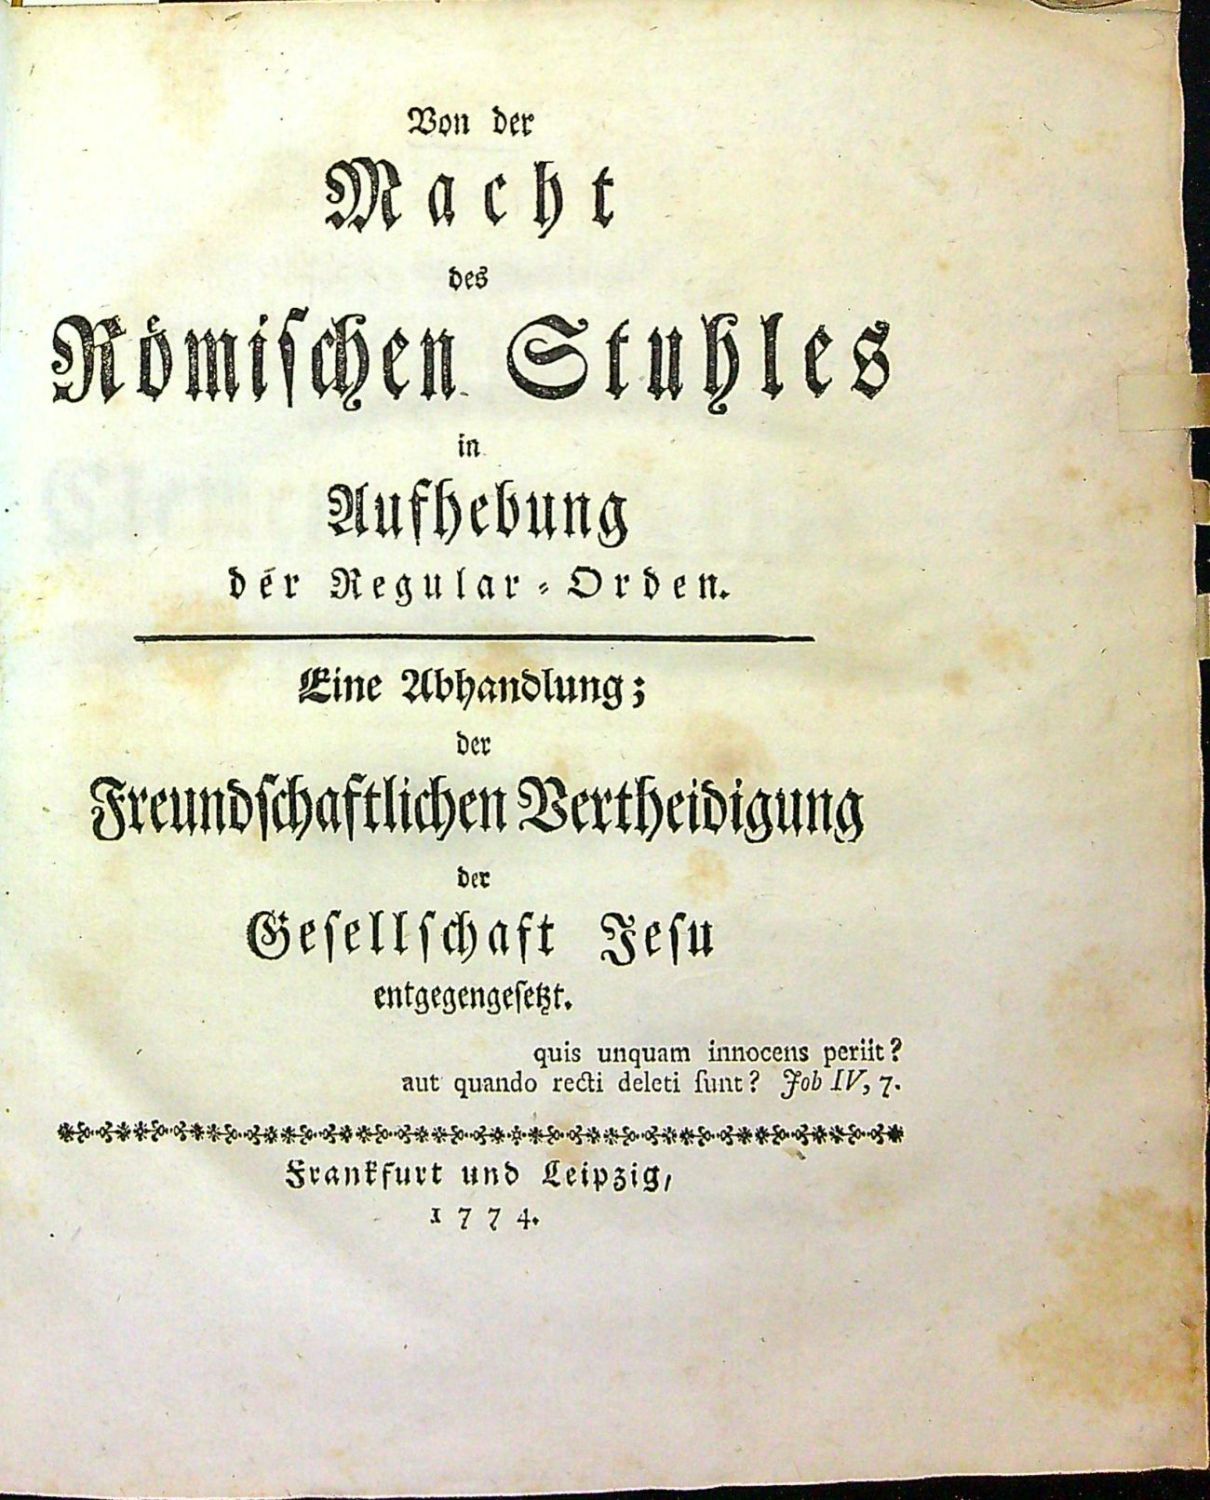 Von der
Macht
des
Römischen Stuhles
in
Aufhebung
der Regular-Orden.
Eine Abhandlung;
der
Freundschaftlichen Vertheidigung
der
Gesellschaft Jesu
entgegengesetzt.
quis unquam innocens periit?
aut quando recti deleti sunt? Job IV, 7.
Frankfurt und Leipzig,
1774.